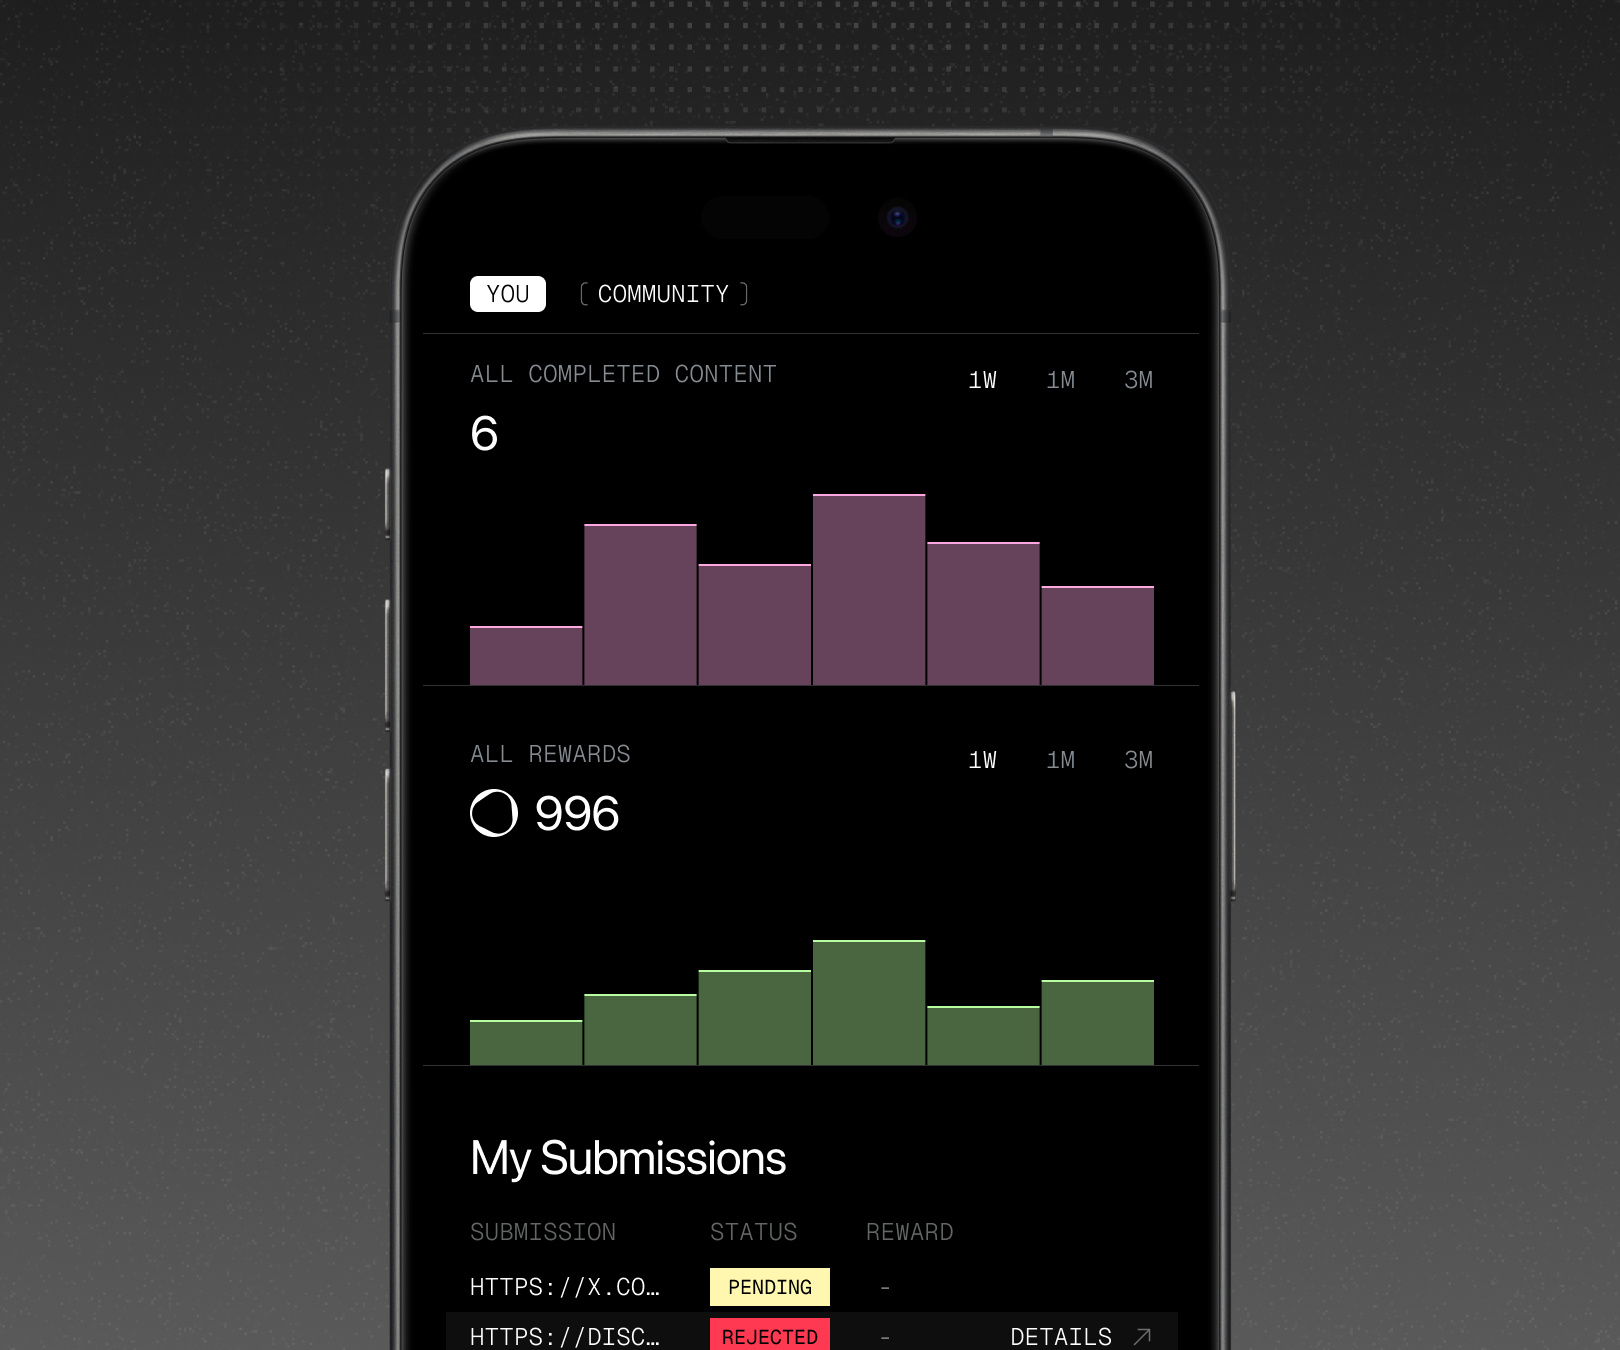 YOU [ COMMUNITY ]
ALL COMPLETED CONTENT 1W 1M 3M
6
ALL REWARDS 1W 1M 3M
996
My Submissions
SUBMISSION STATUS REWARD
HTTPS://X.CO… PENDING -
HTTPS://DISC… REJECTED - DETAILS ↗